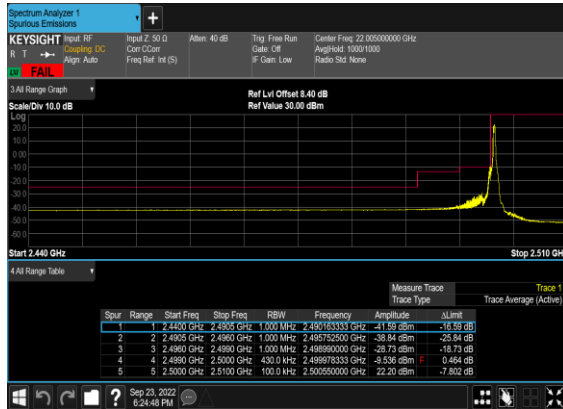 Spectrum Analyzer 1
Spurious Emissions
KEYSIGHT Input: RF Input Z: 50 Ω Atten: 40 dB Trig: Free Run Center Freq: 22.005000000 GHz
R T Coupling: DC Corr CCorr Gate: Off Avg|Hold: 1000/1000
Align: Auto Freq Ref: Int (S) IF Gain: Low Radio Std: None
FAIL
3 All Range Graph
Ref Lvl Offset 8.40 dB
Scale/Div 10.0 dB Ref Value 30.00 dBm
Log
20.0
10.0
0.00
-10.0
-20.0
-30.0
-40.0
-50.0
-60.0
Start 2.440 GHz Stop 2.510 GH
4 All Range Table
Measure Trace Trace 1
Trace Type Trace Average (Active)
Spur Range Start Freq Stop Freq RBW Frequency Amplitude ΔLimit
1 1 2.4400 GHz 2.4905 GHz 1.000 MHz 2.490163333 GHz -41.59 dBm -16.59 dB
2 2 2.4905 GHz 2.4960 GHz 1.000 MHz 2.495752500 GHz -38.84 dBm -25.84 dB
3 3 2.4960 GHz 2.4990 GHz 1.000 MHz 2.498990000 GHz -28.73 dBm -18.73 dB
4 4 2.4990 GHz 2.5000 GHz 430.0 kHz 2.499978333 GHz -9.536 dBm F 0.464 dB
5 5 2.5000 GHz 2.5100 GHz 100.0 kHz 2.500550000 GHz 22.20 dBm -7.802 dB
Sep 23, 2022
6:24:48 PM